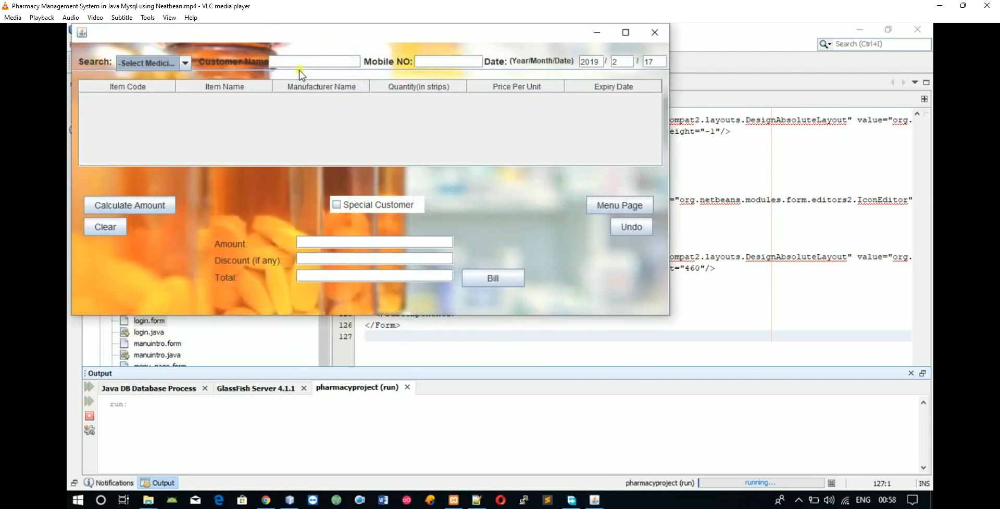 Pharmacy Management System in Java Mysql using Neatbean.mp4 - VLC media player
Media Playback Audio Video Subtitle Tools View Help
Search (Ctrl+I)
Search: -Select Medici... Customer Name Mobile NO: Date: (Year/Month/Date) 2019 / 2 / 17
Item Code Item Name Manufacturer Name Quantity(in strips) Price Per Unit Expiry Date
ompat2.layouts.DesignAbsoluteLayout" value="org.
eight="-1"/>
="org.netbeans.modules.form.editors2.IconEditor"
Calculate Amount Special Customer Menu Page
Clear Undo
Amount:
Discount (if any):
Total: Bill
ompat2.layouts.DesignAbsoluteLayout" value="org.
t="460"/>
login.form
login.java
manuintro.form
manuintro.java
126 </Form>
127
Output
Java DB Database Process GlassFish Server 4.1.1 pharmacyproject (run)
run:
Notifications Output pharmacyproject (run) running... 127:1 INS
ENG 00:58